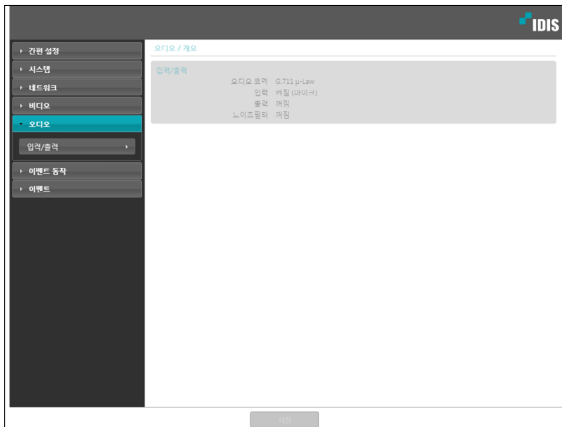 IDIS
간편 설정
시스템
네트워크
비디오
오디오
입력/출력
이벤트 동작
이벤트
오디오 / 개요
입력/출력
오디오 코덱 G.711 μ-Law
입력 켜짐 (마이크)
출력 꺼짐
노이즈필터 꺼짐
저장